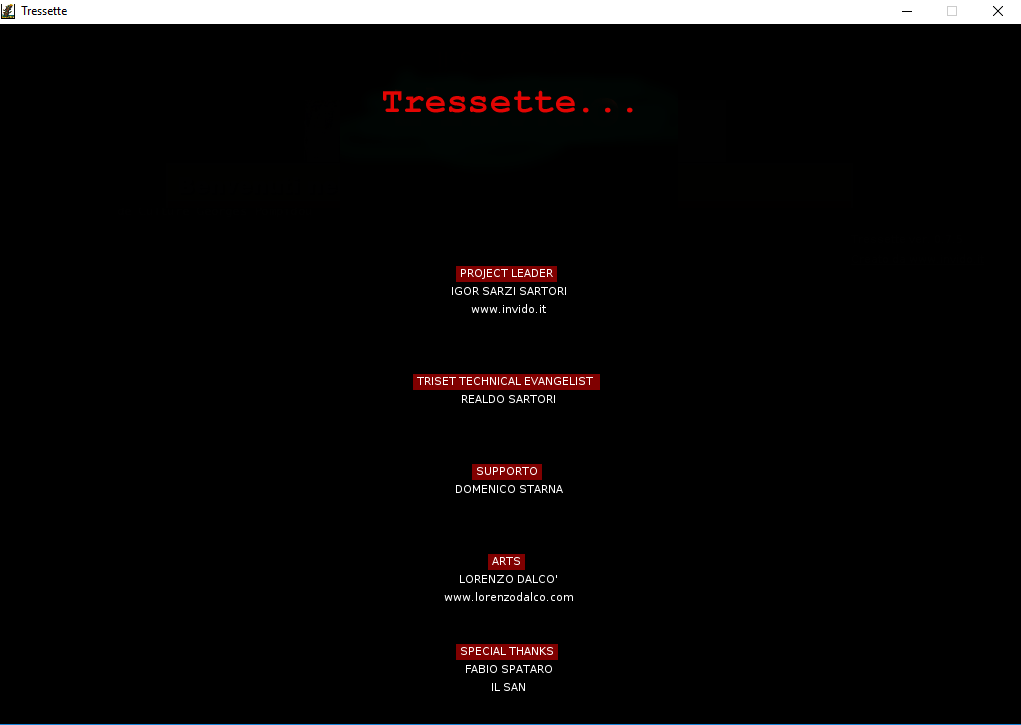 Tressette
Tressette...
PROJECT LEADER
IGOR SARZI SARTORI
www.invido.it
TRISET TECHNICAL EVANGELIST
REALDO SARTORI
SUPPORTO
DOMENICO STARNA
ARTS
LORENZO DALCO'
www.lorenzodalco.com
SPECIAL THANKS
FABIO SPATARO
IL SAN